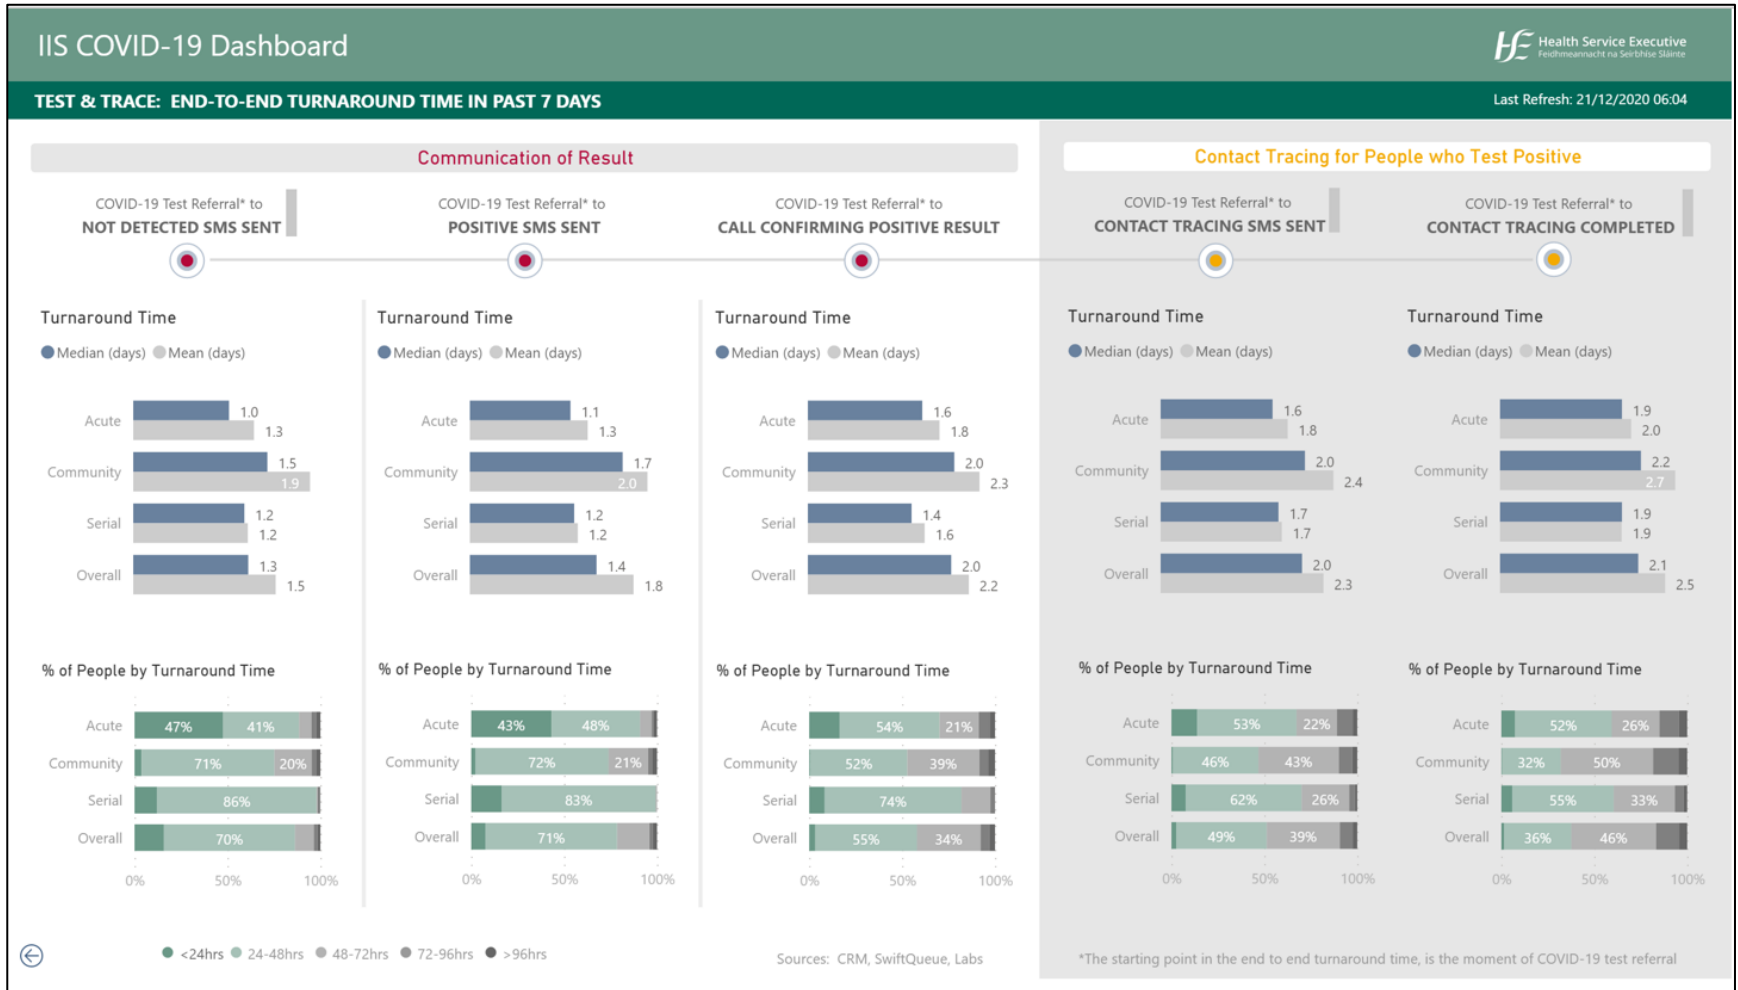 IIS COVID-19 Dashboard
Health Service Executive
Feidhmeannacht na Seirbhíse Sláinte
TEST & TRACE: END-TO-END TURNAROUND TIME IN PAST 7 DAYS
Last Refresh: 21/12/2020 06:04
Communication of Result
Contact Tracing for People who Test Positive
COVID-19 Test Referral* to
NOT DETECTED SMS SENT
COVID-19 Test Referral* to
POSITIVE SMS SENT
COVID-19 Test Referral* to
CALL CONFIRMING POSITIVE RESULT
COVID-19 Test Referral* to
CONTACT TRACING SMS SENT
COVID-19 Test Referral* to
CONTACT TRACING COMPLETED
Turnaround Time
Median (days) Mean (days)
Acute 1.0
1.3
Community 1.5
1.9
Serial 1.2
1.2
Overall 1.3
1.5
Turnaround Time
Median (days) Mean (days)
Acute 1.1
1.3
Community 1.7
2.0
Serial 1.2
1.2
Overall 1.4
1.8
Turnaround Time
Median (days) Mean (days)
Acute 1.6
1.8
Community 2.0
2.3
Serial 1.4
1.6
Overall 2.0
2.2
Turnaround Time
Median (days) Mean (days)
Acute 1.6
1.8
Community 2.0
2.4
Serial 1.7
1.7
Overall 2.0
2.3
Turnaround Time
Median (days) Mean (days)
Acute 1.9
2.0
Community 2.2
2.7
Serial 1.9
1.9
Overall 2.1
2.5
% of People by Turnaround Time
Acute 47% 41%
Community 71% 20%
Serial 86%
Overall 70%
0% 50% 100%
% of People by Turnaround Time
Acute 43% 48%
Community 72% 21%
Serial 83%
Overall 71%
0% 50% 100%
% of People by Turnaround Time
Acute 54% 21%
Community 52% 39%
Serial 74%
Overall 55% 34%
0% 50% 100%
% of People by Turnaround Time
Acute 53% 22%
Community 46% 43%
Serial 62% 26%
Overall 49% 39%
0% 50% 100%
% of People by Turnaround Time
Acute 52% 26%
Community 32% 50%
Serial 55% 33%
Overall 36% 46%
0% 50% 100%
<24hrs 24-48hrs 48-72hrs 72-96hrs >96hrs
Sources: CRM, SwiftQueue, Labs
*The starting point in the end to end turnaround time, is the moment of COVID-19 test referral